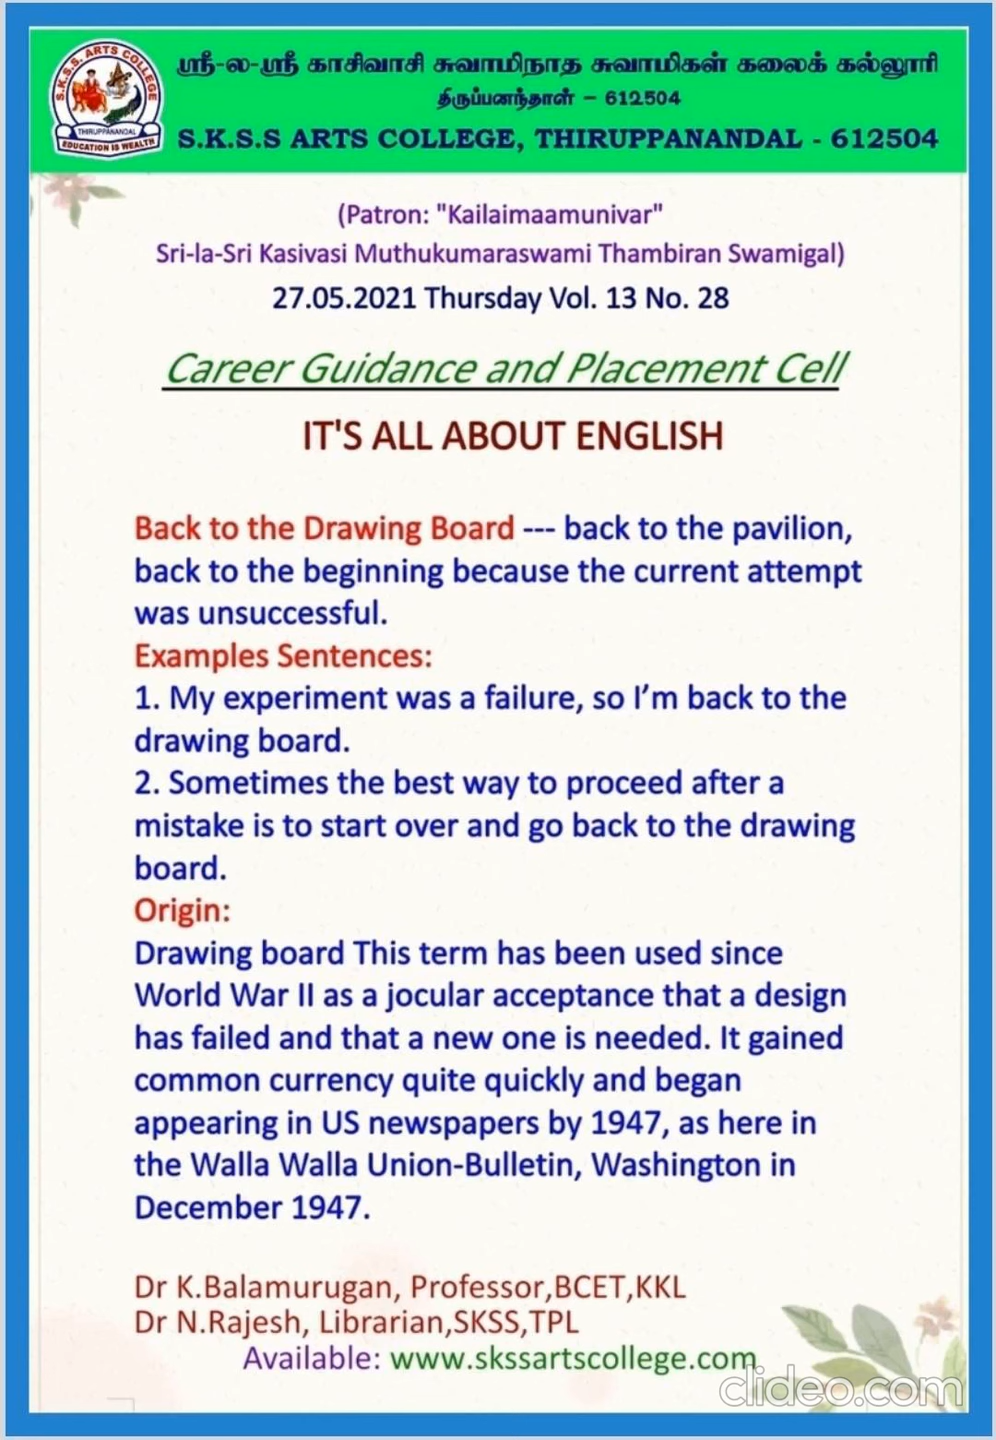 S.K.S.S. ARTS COLLEGE
THIRUPPANANDAL
EDUCATION IS WEALTH
ஸ்ரீ-ல-ஸ்ரீ காசிவாசி சுவாமிநாத சுவாமிகள் கலைக் கல்லூரி
திருப்பனந்தாள் – 612504
S.K.S.S ARTS COLLEGE, THIRUPPANANDAL - 612504
(Patron: "Kailaimaamunivar"
Sri-la-Sri Kasivasi Muthukumaraswami Thambiran Swamigal)
27.05.2021 Thursday Vol. 13 No. 28
Career Guidance and Placement Cell
IT'S ALL ABOUT ENGLISH
Back to the Drawing Board --- back to the pavilion,
back to the beginning because the current attempt
was unsuccessful.
Examples Sentences:
1. My experiment was a failure, so I’m back to the
drawing board.
2. Sometimes the best way to proceed after a
mistake is to start over and go back to the drawing
board.
Origin:
Drawing board This term has been used since
World War II as a jocular acceptance that a design
has failed and that a new one is needed. It gained
common currency quite quickly and began
appearing in US newspapers by 1947, as here in
the Walla Walla Union-Bulletin, Washington in
December 1947.
Dr K.Balamurugan, Professor,BCET,KKL
Dr N.Rajesh, Librarian,SKSS,TPL
Available: www.skssartscollege.com
clideo.com